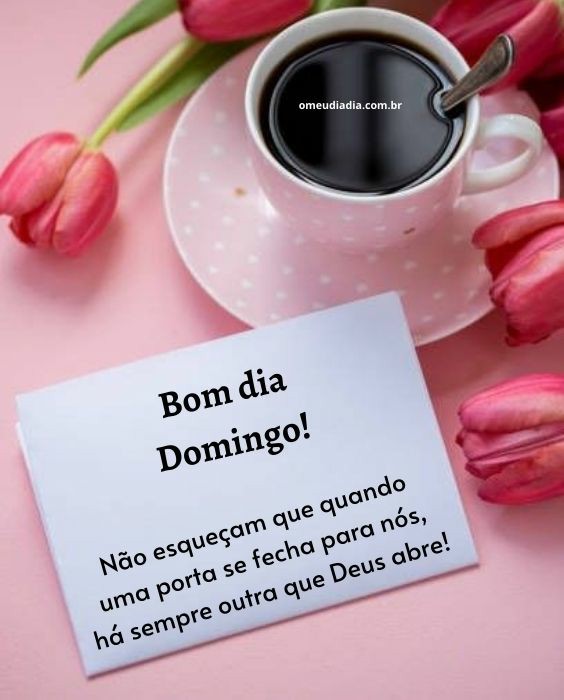 omeudiadia.com.br
Bom dia
Domingo!
Não esqueçam que quando
uma porta se fecha para nós,
há sempre outra que Deus abre!